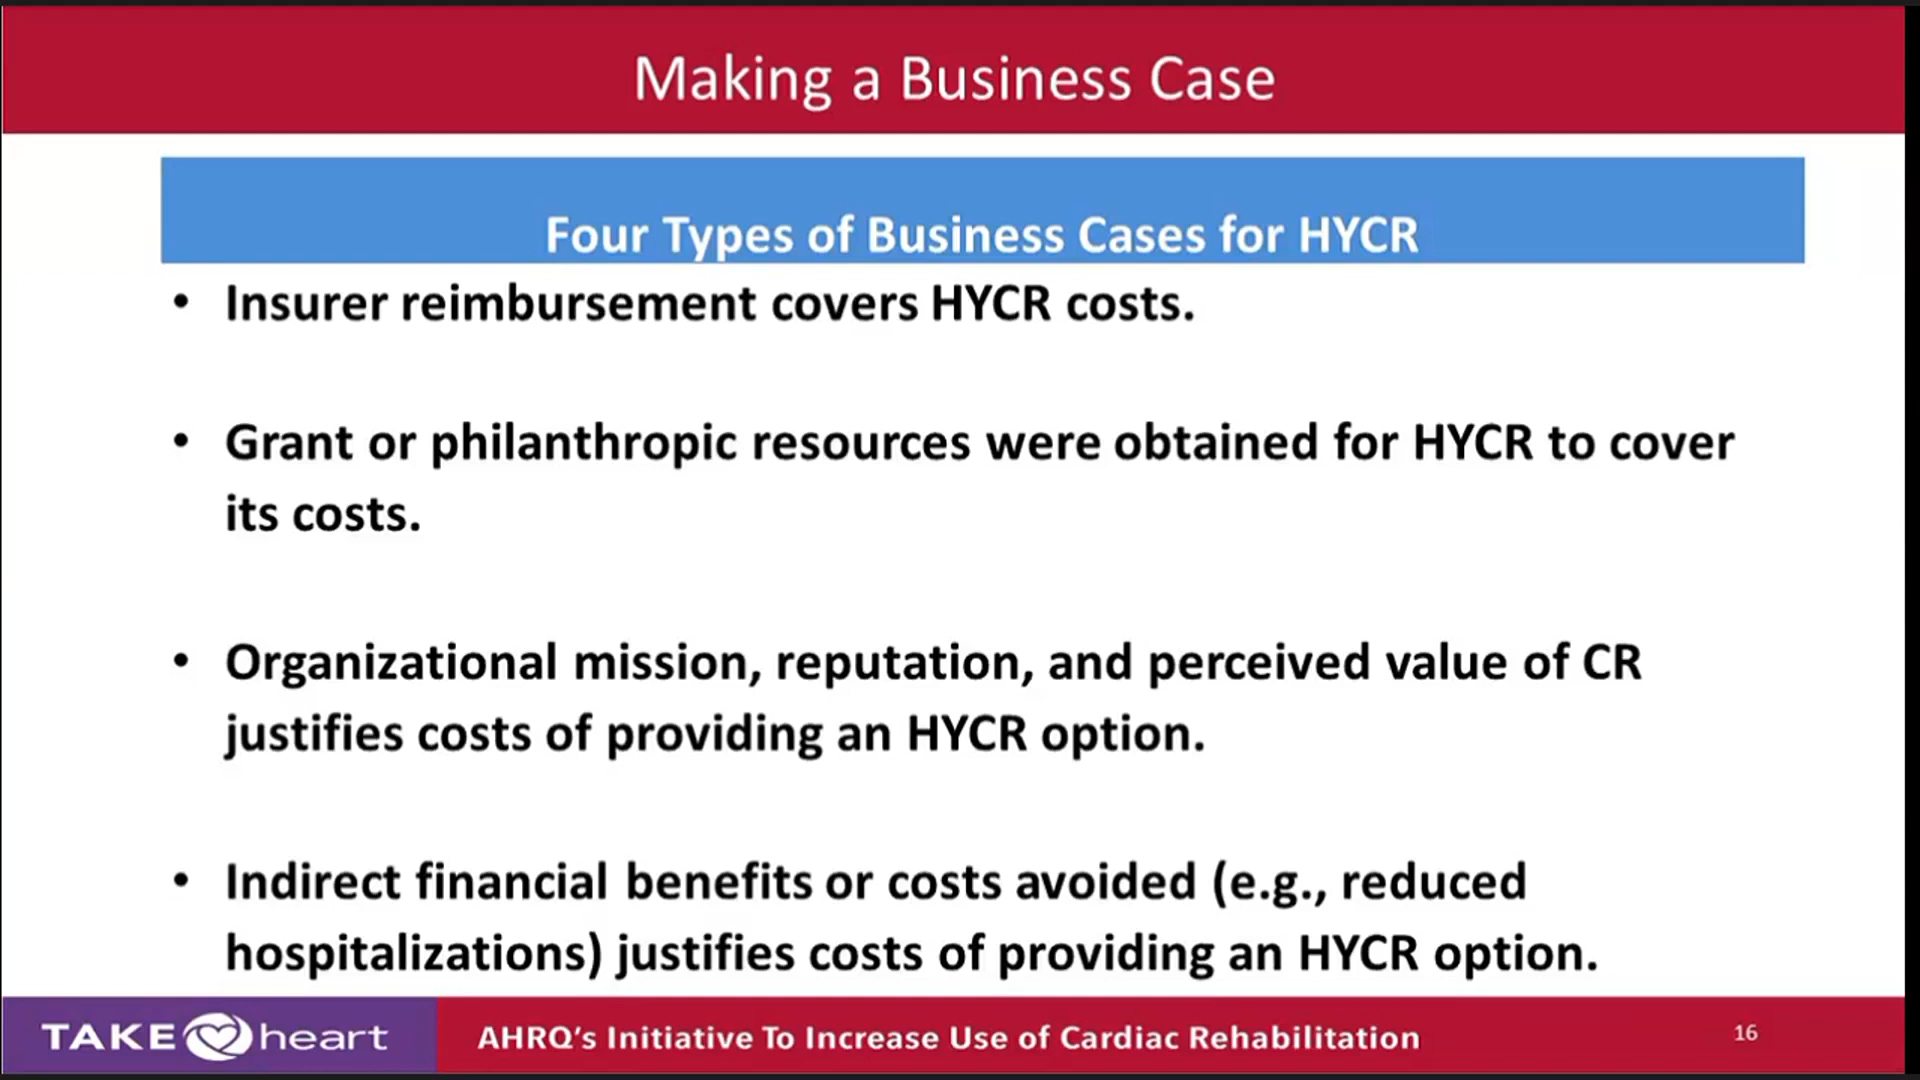 Making a Business Case
Four Types of Business Cases for HYCR
• Insurer reimbursement covers HYCR costs.
• Grant or philanthropic resources were obtained for HYCR to cover
its costs.
• Organizational mission, reputation, and perceived value of CR
justifies costs of providing an HYCR option.
• Indirect financial benefits or costs avoided (e.g., reduced
hospitalizations) justifies costs of providing an HYCR option.
TAKE heart
AHRQ's Initiative To Increase Use of Cardiac Rehabilitation
16